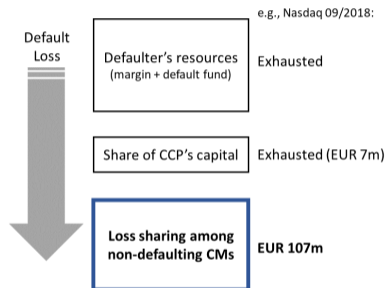 e.g., Nasdaq 09/2018:
Default
Loss
Defaulter's resources
(margin + default fund)
Exhausted
Share of CCP's capital
Exhausted (EUR 7m)
Loss sharing among
non-defaulting CMs
EUR 107m